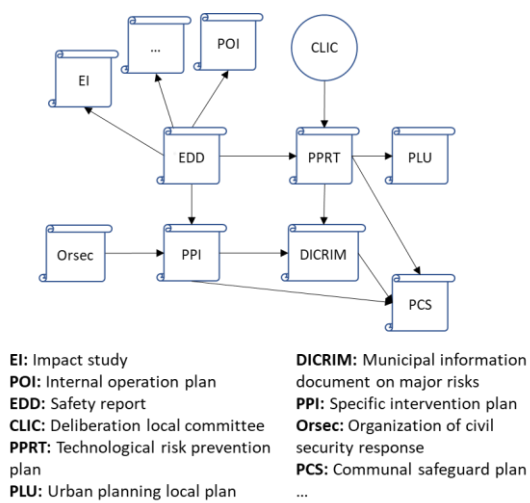 ...
POI
CLIC
EI
EDD
PPRT
PLU
Orsec
PPI
DICRIM
PCS
EI: Impact study
POI: Internal operation plan
EDD: Safety report
CLIC: Deliberation local committee
PPRT: Technological risk prevention
plan
PLU: Urban planning local plan
DICRIM: Municipal information
document on major risks
PPI: Specific intervention plan
Orsec: Organization of civil
security response
PCS: Communal safeguard plan
...